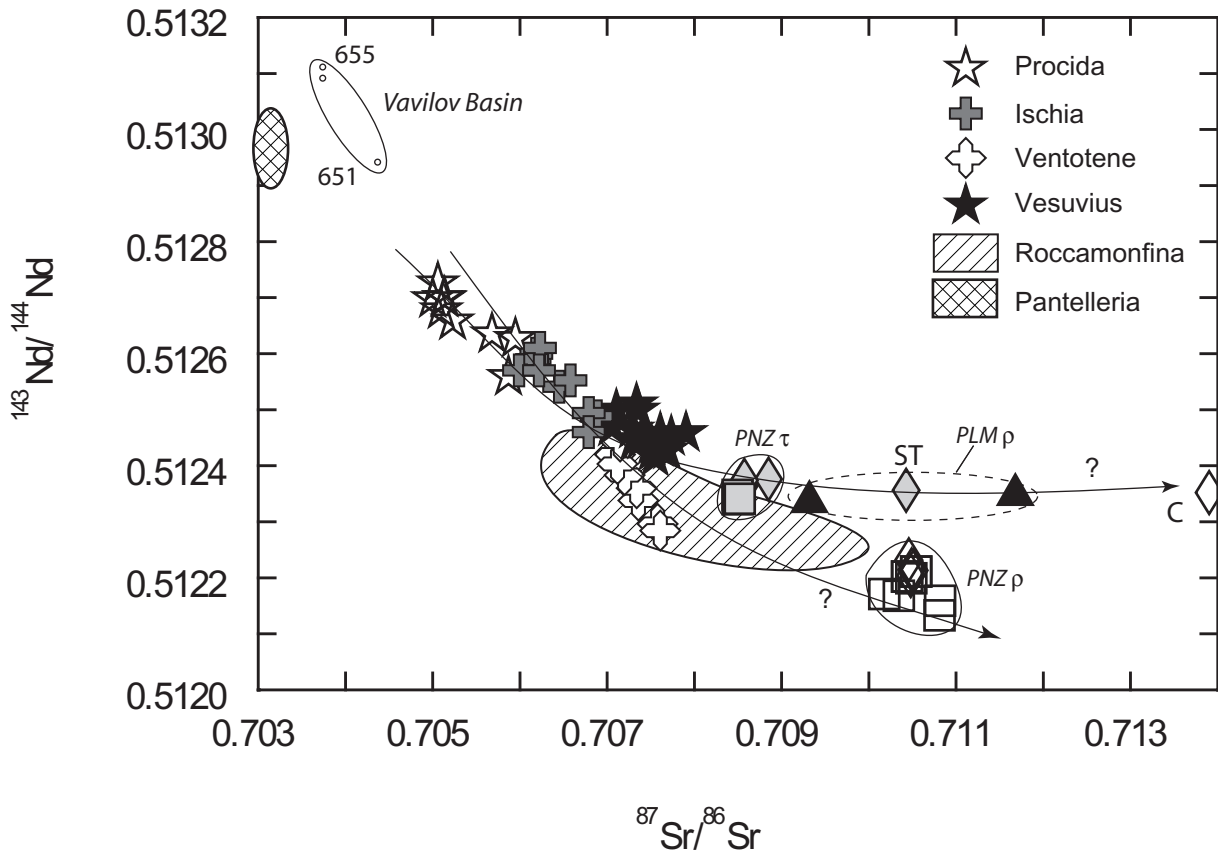 0.5132
0.5130
0.5128
0.5126
0.5124
0.5122
0.5120
143Nd/144Nd
0.703
0.705
0.707
0.709
0.711
0.713
87Sr/86Sr
655
Vavilov Basin
651
Procida
Ischia
Ventotene
Vesuvius
Roccamonfina
Pantelleria
PNZ τ
ST
PLM ρ
?
C
PNZ ρ
?